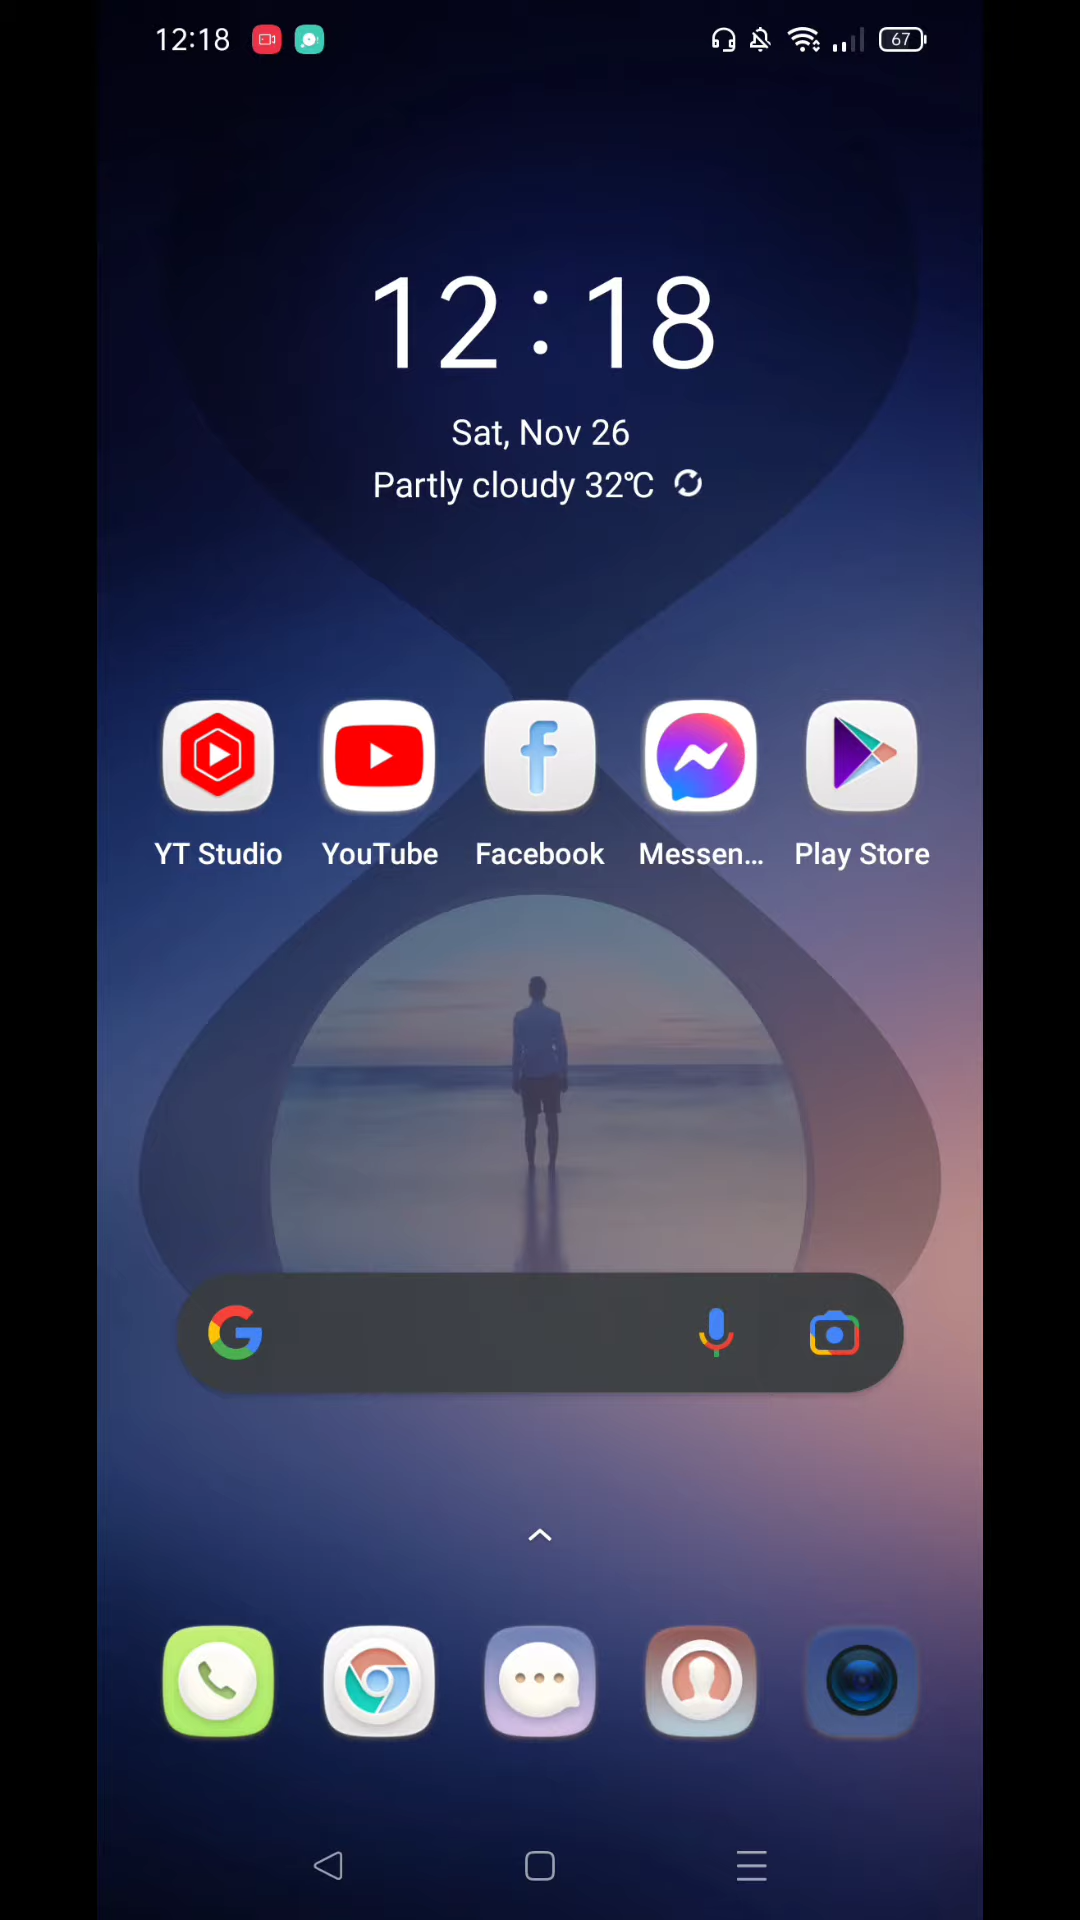 12:18
67
12:18
Sat, Nov 26
Partly cloudy 32℃
YT Studio
YouTube
Facebook
Messen...
Play Store